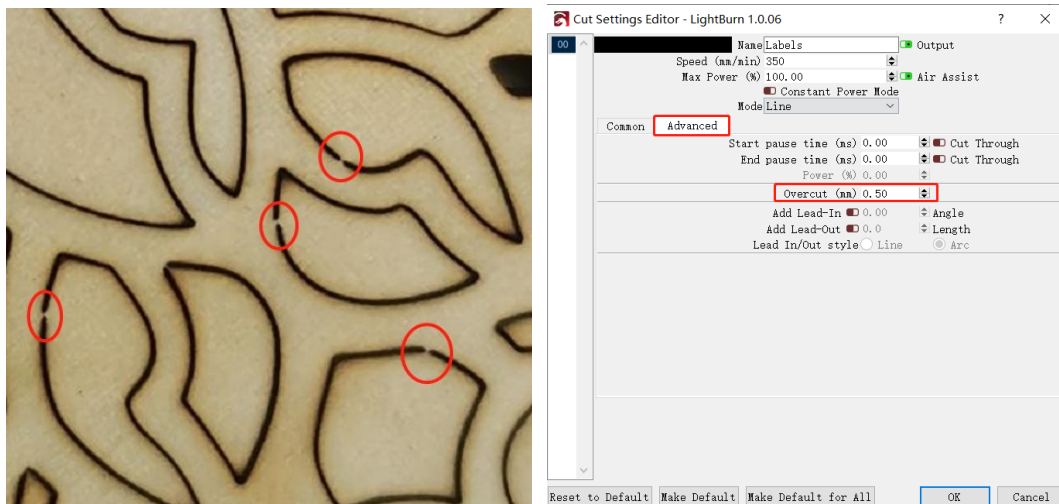 Cut Settings Editor - LightBurn 1.0.06 ? ×
00 Name Labels Output
Speed (mm/min) 350
Max Power (%) 100.00 Air Assist
Constant Power Mode
Mode Line
Common Advanced
Start pause time (ms) 0.00 Cut Through
End pause time (ms) 0.00 Cut Through
Power (%) 0.00
Overcut (mm) 0.50
Add Lead-In 0.00 Angle
Add Lead-Out 0.0 Length
Lead In/Out style Line Arc
Reset to Default Make Default Make Default for All OK Cancel